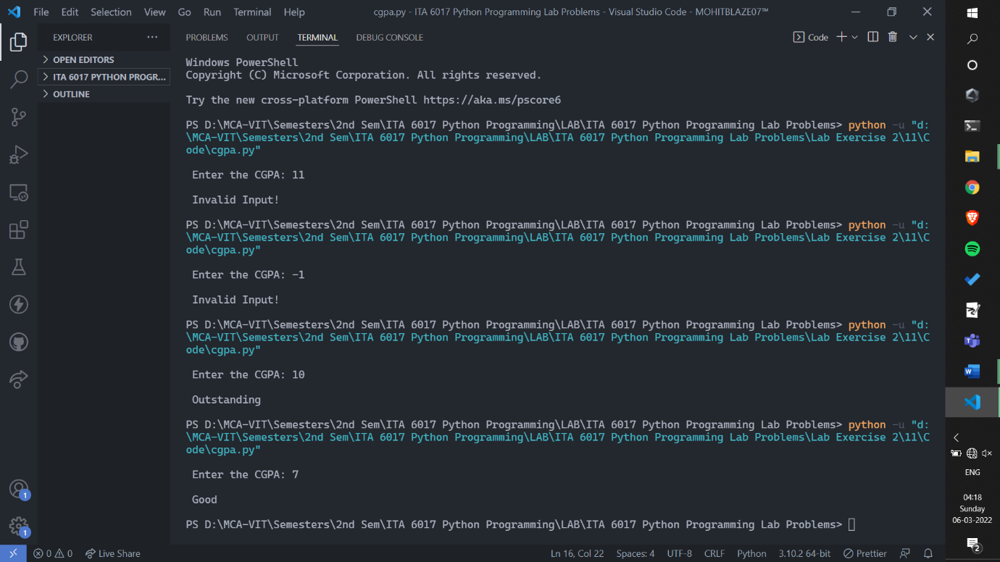 File Edit Selection View Go Run Terminal Help
cgpa.py - ITA 6017 Python Programming Lab Problems - Visual Studio Code - MOHITBLAZE07™
EXPLORER ...
OPEN EDITORS
ITA 6017 PYTHON PROGR...
OUTLINE
PROBLEMS OUTPUT TERMINAL DEBUG CONSOLE
Code
Windows PowerShell
Copyright (C) Microsoft Corporation. All rights reserved.
Try the new cross-platform PowerShell https://aka.ms/pscore6
PS D:\MCA-VIT\Semesters\2nd Sem\ITA 6017 Python Programming\LAB\ITA 6017 Python Programming Lab Problems> python -u "d:
\MCA-VIT\Semesters\2nd Sem\ITA 6017 Python Programming\LAB\ITA 6017 Python Programming Lab Problems\Lab Exercise 2\11\C
ode\cgpa.py"
Enter the CGPA: 11
Invalid Input!
PS D:\MCA-VIT\Semesters\2nd Sem\ITA 6017 Python Programming\LAB\ITA 6017 Python Programming Lab Problems> python -u "d:
\MCA-VIT\Semesters\2nd Sem\ITA 6017 Python Programming\LAB\ITA 6017 Python Programming Lab Problems\Lab Exercise 2\11\C
ode\cgpa.py"
Enter the CGPA: -1
Invalid Input!
PS D:\MCA-VIT\Semesters\2nd Sem\ITA 6017 Python Programming\LAB\ITA 6017 Python Programming Lab Problems> python -u "d:
\MCA-VIT\Semesters\2nd Sem\ITA 6017 Python Programming\LAB\ITA 6017 Python Programming Lab Problems\Lab Exercise 2\11\C
ode\cgpa.py"
Enter the CGPA: 10
Outstanding
PS D:\MCA-VIT\Semesters\2nd Sem\ITA 6017 Python Programming\LAB\ITA 6017 Python Programming Lab Problems> python -u "d:
\MCA-VIT\Semesters\2nd Sem\ITA 6017 Python Programming\LAB\ITA 6017 Python Programming Lab Problems\Lab Exercise 2\11\C
ode\cgpa.py"
Enter the CGPA: 7
Good
PS D:\MCA-VIT\Semesters\2nd Sem\ITA 6017 Python Programming\LAB\ITA 6017 Python Programming Lab Problems>
1
1
0 0 Live Share
Ln 16, Col 22 Spaces: 4 UTF-8 CRLF Python 3.10.2 64-bit Prettier
ENG
04:18
Sunday
06-03-2022
2